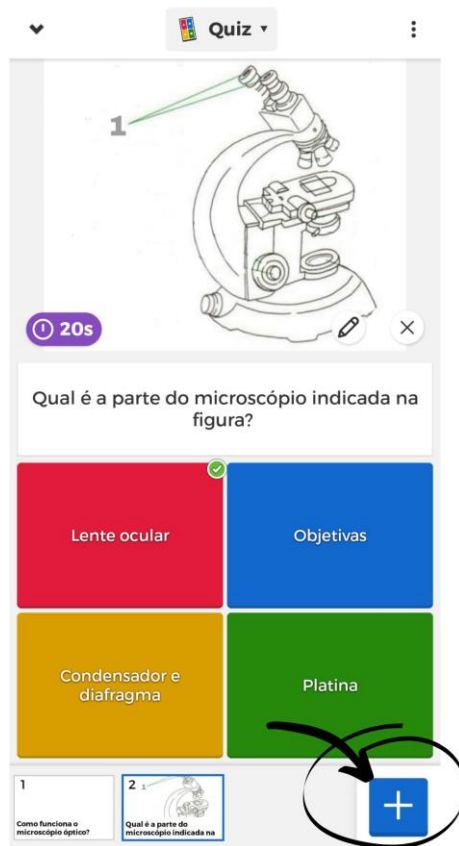 Quiz
1
20s
Qual é a parte do microscópio indicada na
figura?
Lente ocular
Objetivas
Condensador e
diafragma
Platina
1
Como funciona o
microscópio óptico?
2
1
Qual é a parte do
microscópio indicada na